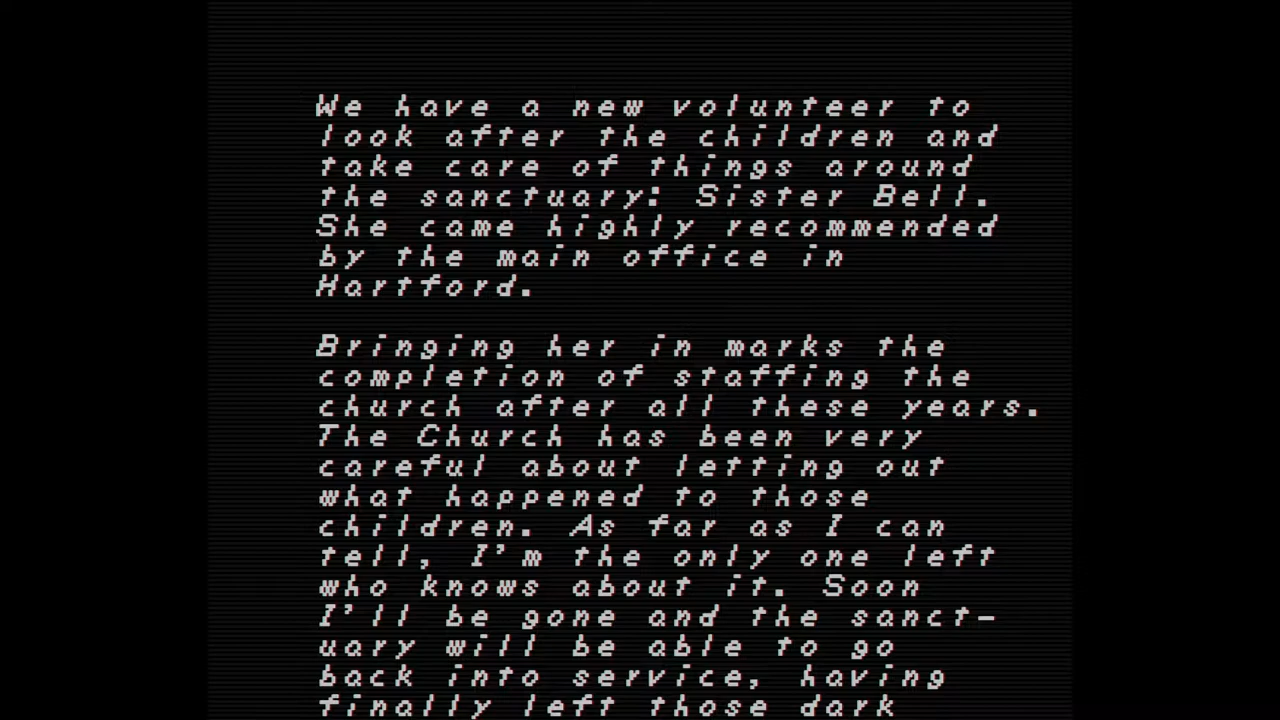 We have a new volunteer to
look after the children and
take care of things around
the sanctuary: Sister Bell.
She came highly recommended
by the main office in
Hartford.
Bringing her in marks the
completion of staffing the
church after all these years.
The Church has been very
careful about letting out
what happened to those
children. As far as I can
tell, I'm the only one left
who knows about it. Soon
I'll be gone and the sanct-
uary will be able to go
back into service, having
finally left those dark